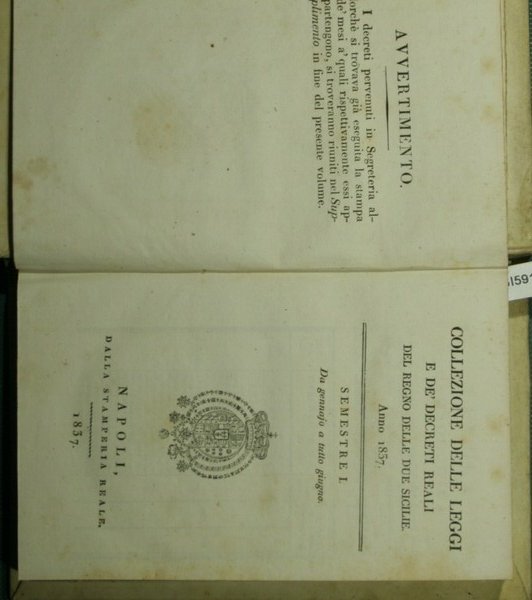 AVVERTIMENTO.
I decreti pervenuti in Segreteria al-
lorchè si trovava già eseguita la stampa
de' mesi a' quali rispettivamente essi ap-
partengono, si troveranno riuniti nel Sup-
plimento in fine del presente volume.
COLLEZIONE DELLE LEGGI
E DE' DECRETI REALI
DEL REGNO DELLE DUE SICILIE.
Anno 1837.
SEMESTRE I.
Da gennajo a tutto giugno.
NAPOLI,
DALLA STAMPERIA REALE.
1837.